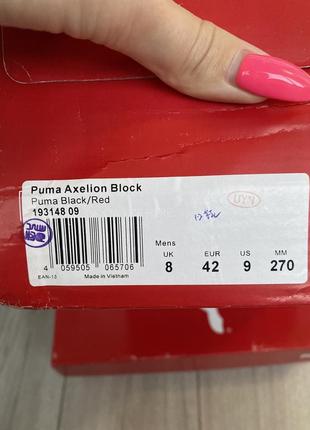 Puma Axelion Block
Puma Black/Red
193148 09
UYN
Mens
UK EUR US MM
8 42 9 270
4 059505 065706
EAN-13 Made in Vietnam